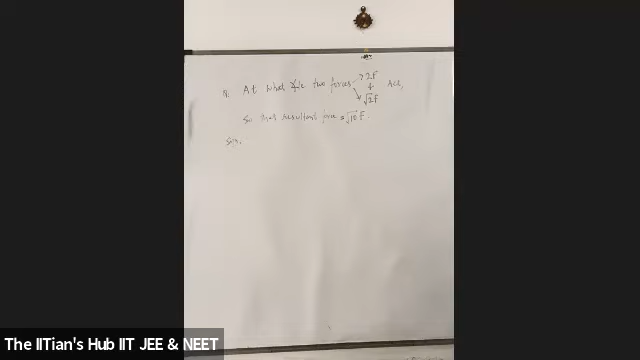 Q. At what ∠le two forces → 2F & √2F Act,
So that resultant force = √10 F.
Soln.
The IITian's Hub IIT JEE & NEET